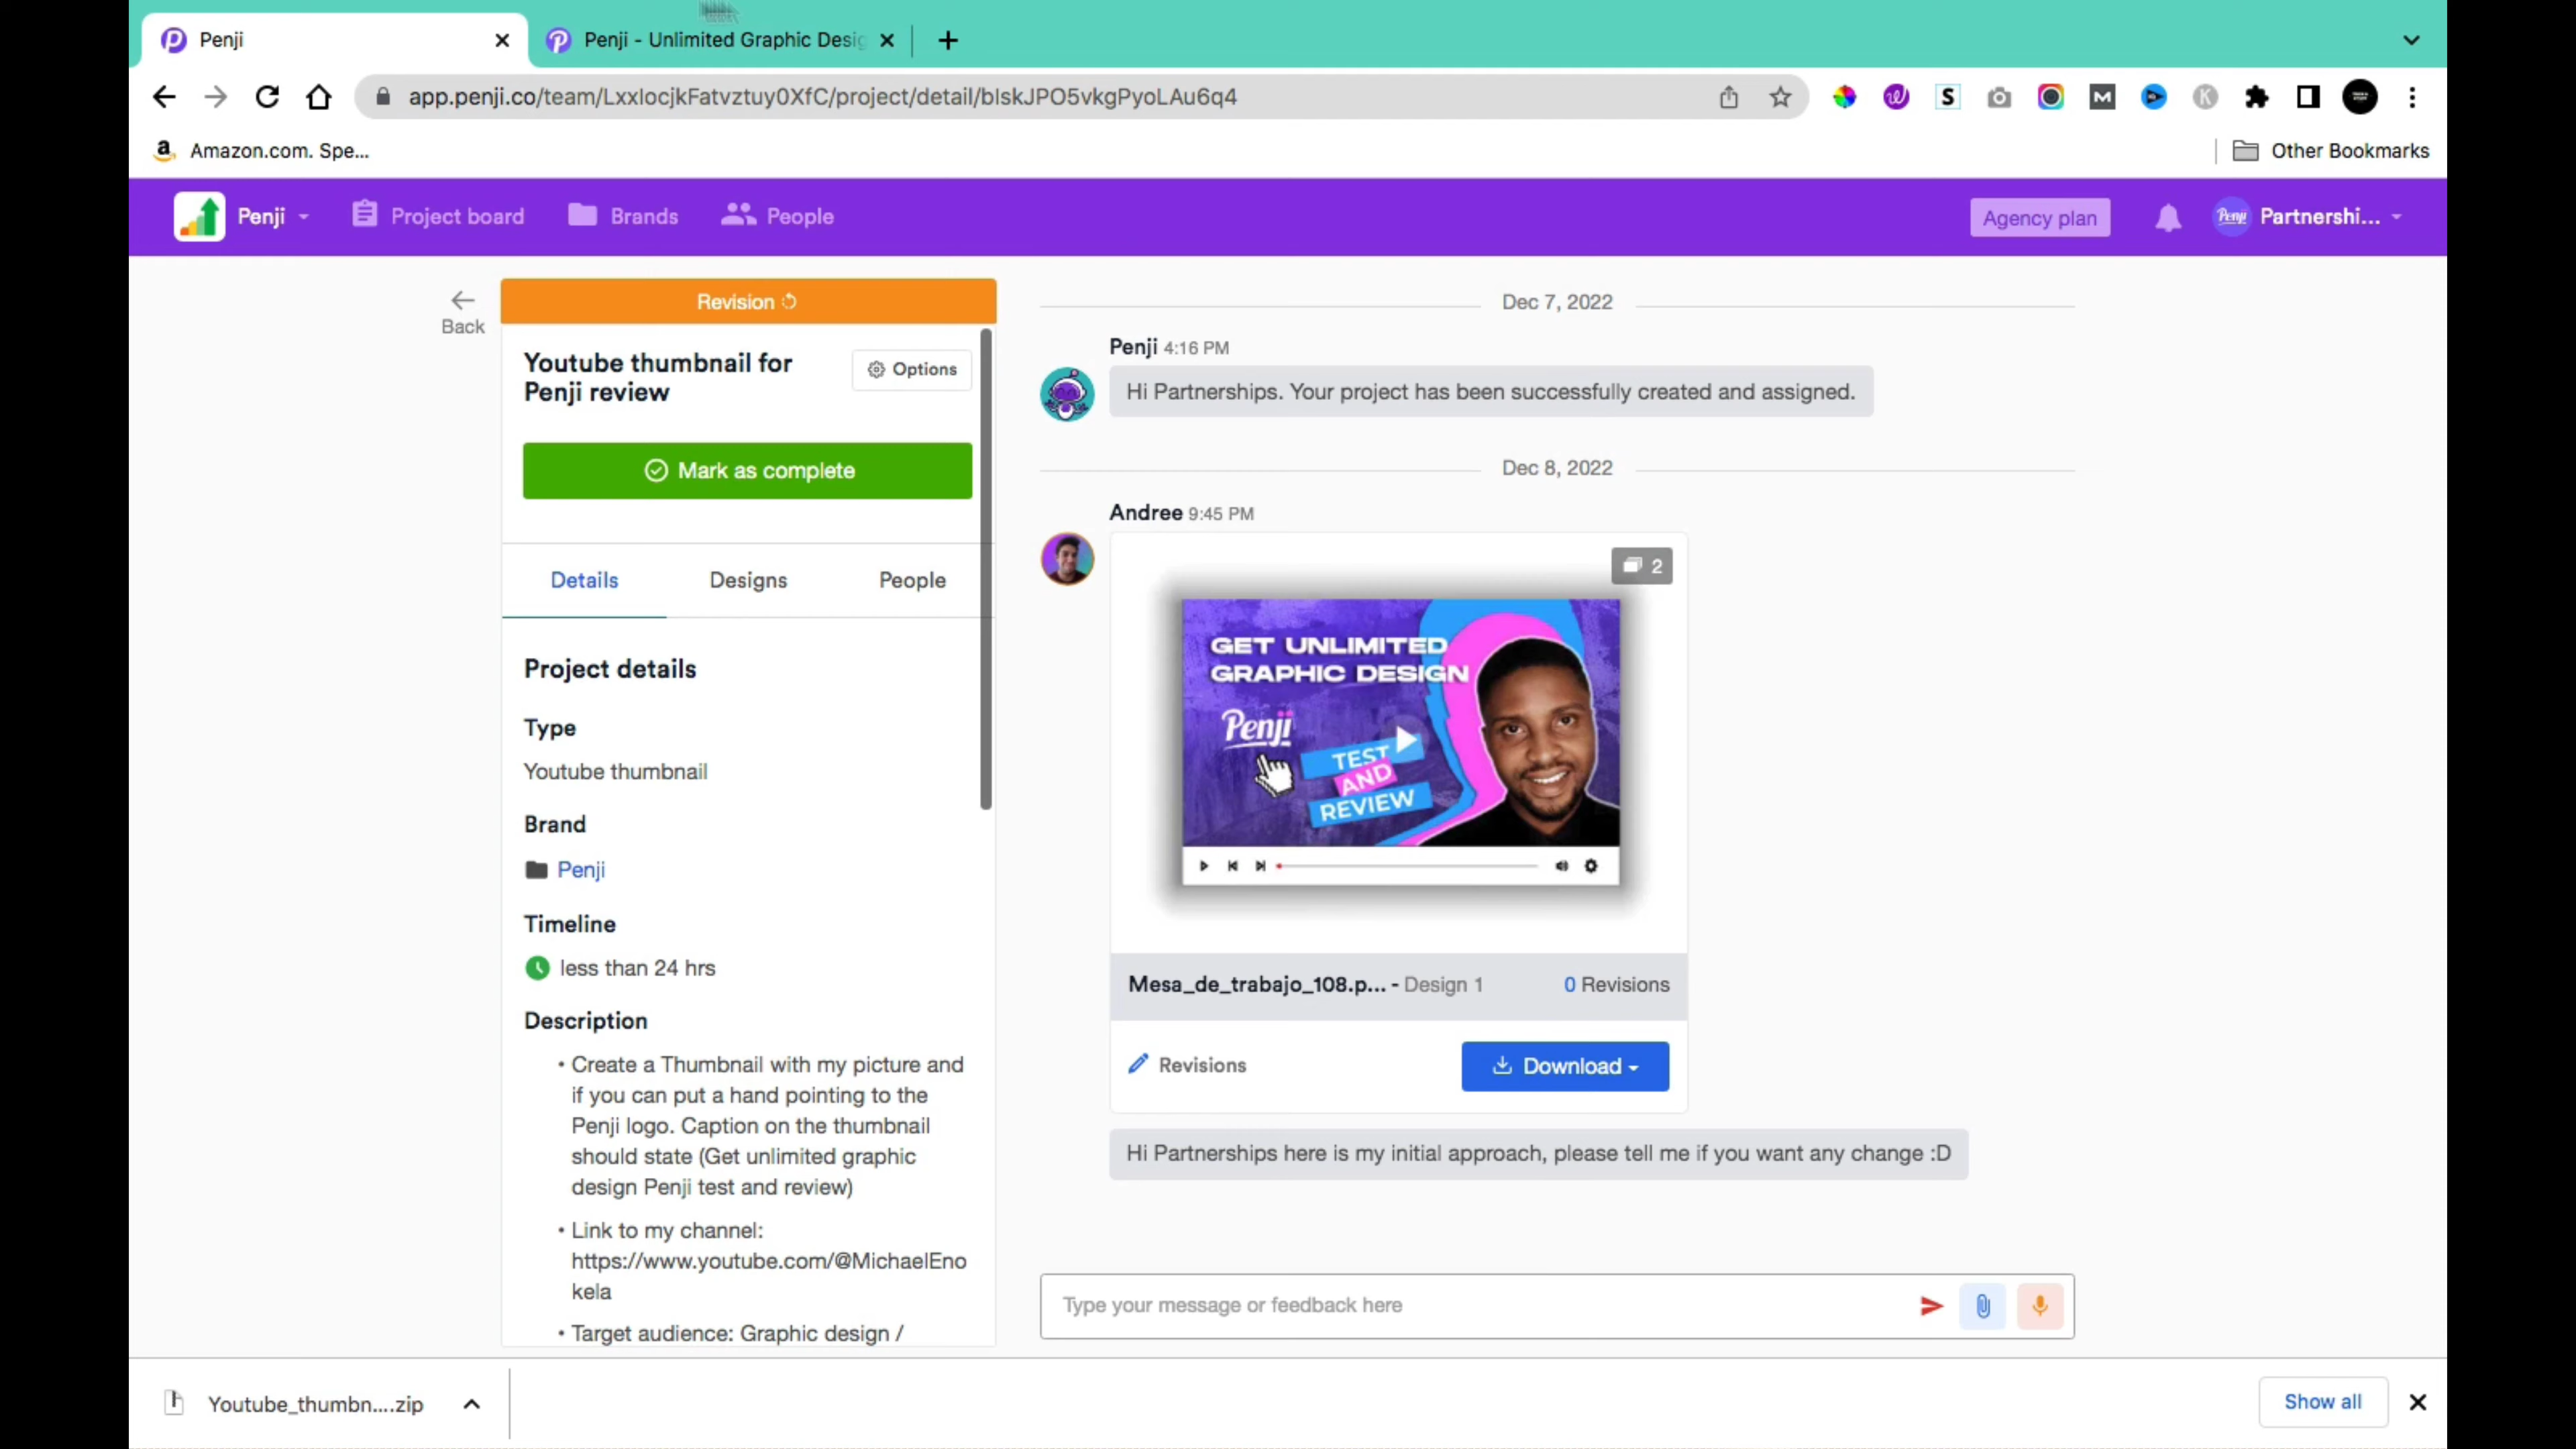 Penji
Penji - Unlimited Graphic Desig
app.penji.co/team/LxxIocjkFatvztuy0XfC/project/detail/bIskJPO5vkgPyoLAu6q4
Amazon.com. Spe...
Other Bookmarks
Penji
Project board
Brands
People
Agency plan
Partnershi...
Back
Revision
Youtube thumbnail for
Penji review
Options
Mark as complete
Details
Designs
People
Project details
Type
Youtube thumbnail
Brand
Penji
Timeline
less than 24 hrs
Description
• Create a Thumbnail with my picture and
if you can put a hand pointing to the
Penji logo. Caption on the thumbnail
should state (Get unlimited graphic
design Penji test and review)
• Link to my channel:
https://www.youtube.com/@MichaelEno
kela
• Target audience: Graphic design /
Dec 7, 2022
Penji 4:16 PM
Hi Partnerships. Your project has been successfully created and assigned.
Dec 8, 2022
Andree 9:45 PM
2
GET UNLIMITED
GRAPHIC DESIGN
Penji
TEST
AND
REVIEW
Mesa_de_trabajo_108.p... - Design 1
0 Revisions
Revisions
Download
Hi Partnerships here is my initial approach, please tell me if you want any change :D
Type your message or feedback here
Youtube_thumbn....zip
Show all